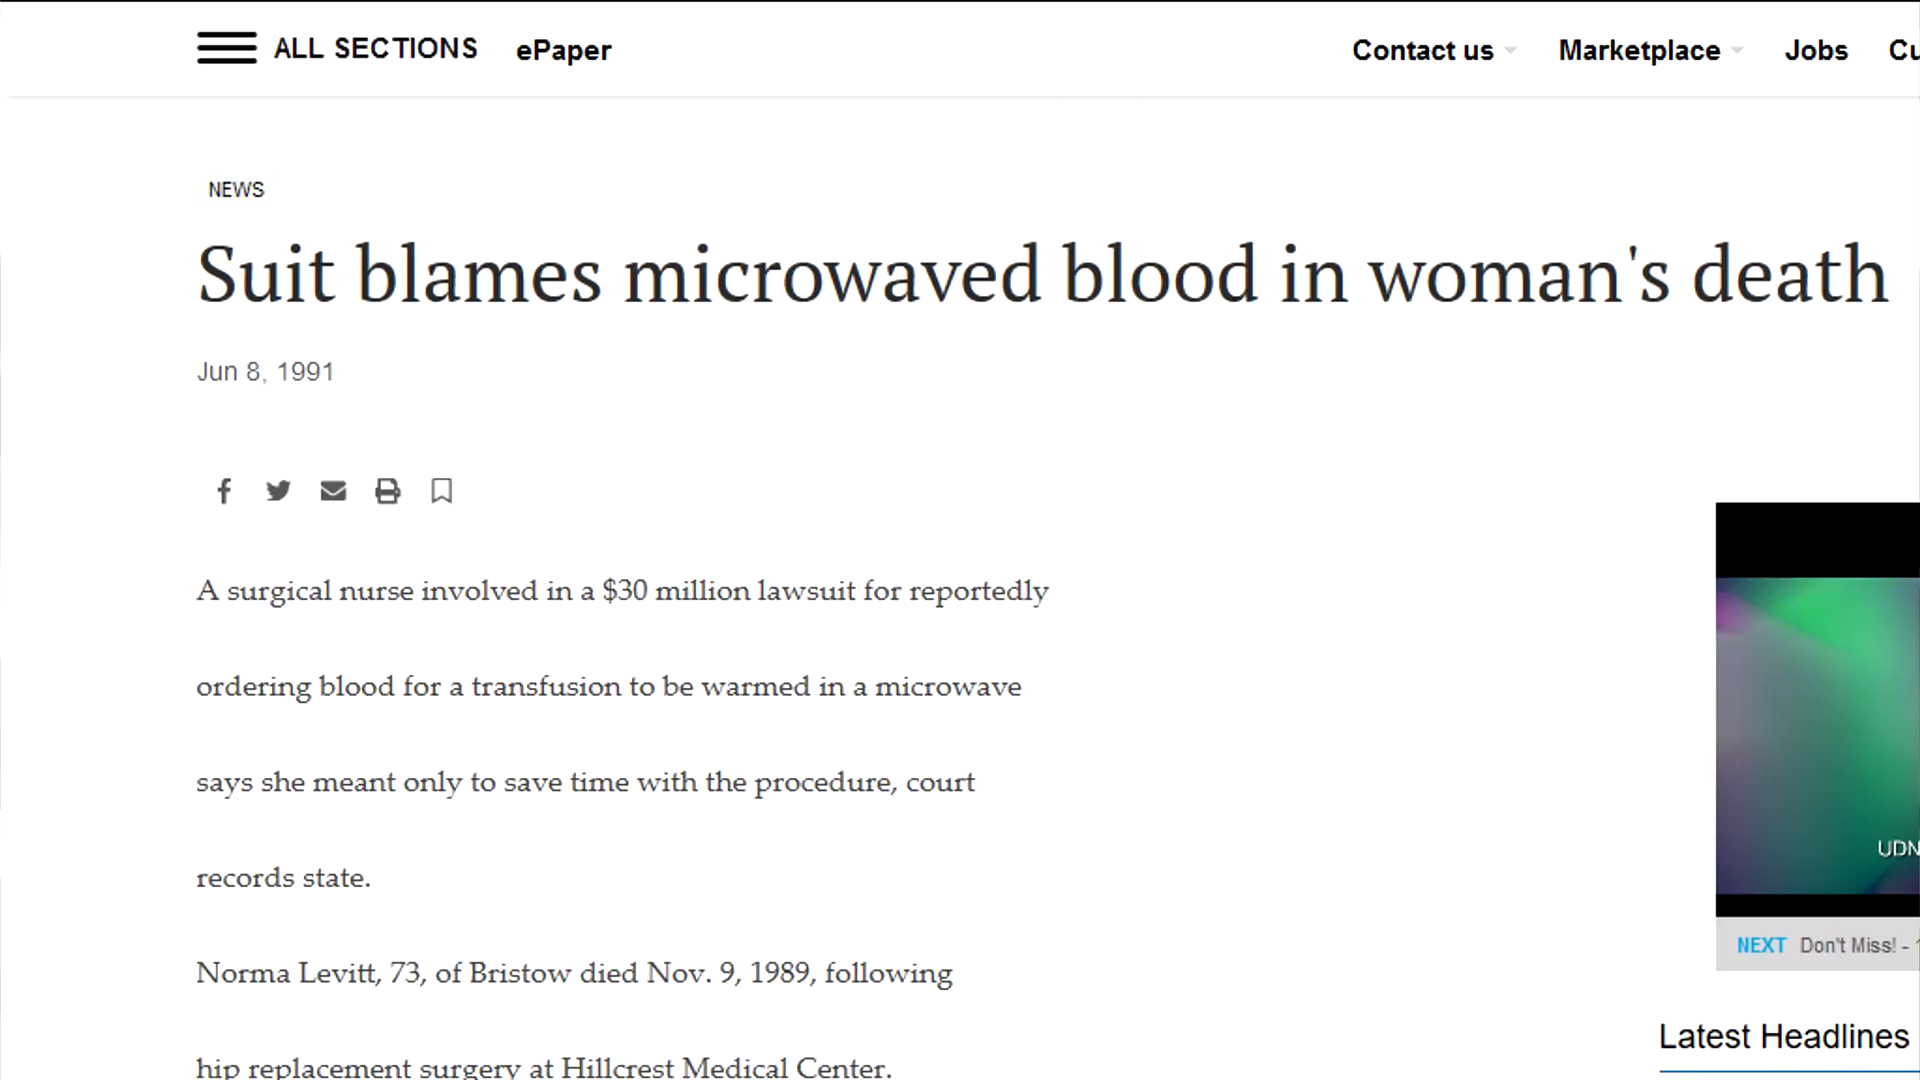 ALL SECTIONS ePaper Contact us Marketplace Jobs
NEWS
Suit blames microwaved blood in woman's death
Jun 8, 1991
A surgical nurse involved in a $30 million lawsuit for reportedly
ordering blood for a transfusion to be warmed in a microwave
says she meant only to save time with the procedure, court
records state.
Norma Levitt, 73, of Bristow died Nov. 9, 1989, following
hip replacement surgery at Hillcrest Medical Center.
UDN
NEXT Don't Miss! -
Latest Headlines